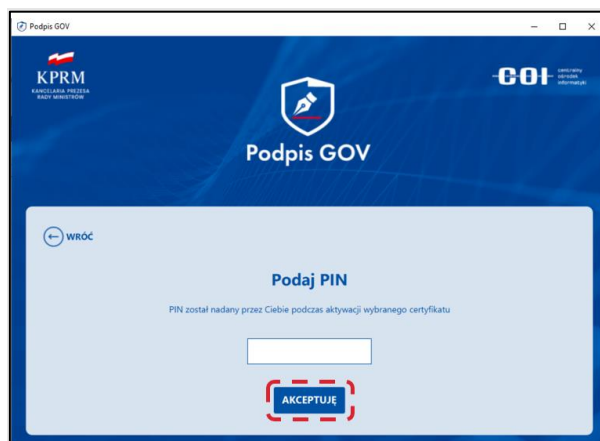 Podpis GOV
KPRM
KANCELARIA PREZESA
RADY MINISTRÓW
COI
centralny
ośrodek
informatyki
Podpis GOV
WRÓĆ
Podaj PIN
PIN został nadany przez Ciebie podczas aktywacji wybranego certyfikatu
AKCEPTUJĘ